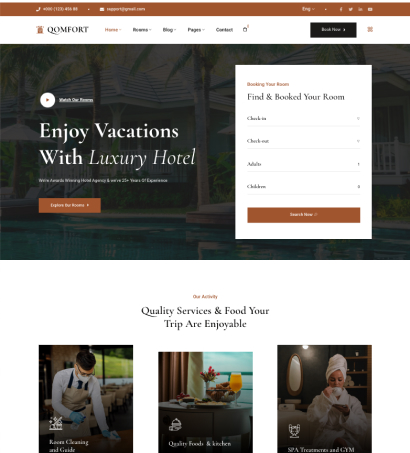 +000 (123) 456 88
support@gmail.com
Eng
QOMFORT
Home
Rooms
Blog
Pages
Contact
Book Now
Watch Our Rooms
Enjoy Vacations
With Luxury Hotel
We're Awards Winning Hotel Agency & we've 25+ Years Of Experience
Explore Our Rooms
Booking Your Room
Find & Booked Your Room
Check-in
Check-out
Adults
Children
Search Now
Our Activity
Quality Services & Food Your
Trip Are Enjoyable
Room Cleaning
and Guide
Quality Foods & kitchen
SPA Treatments and GYM